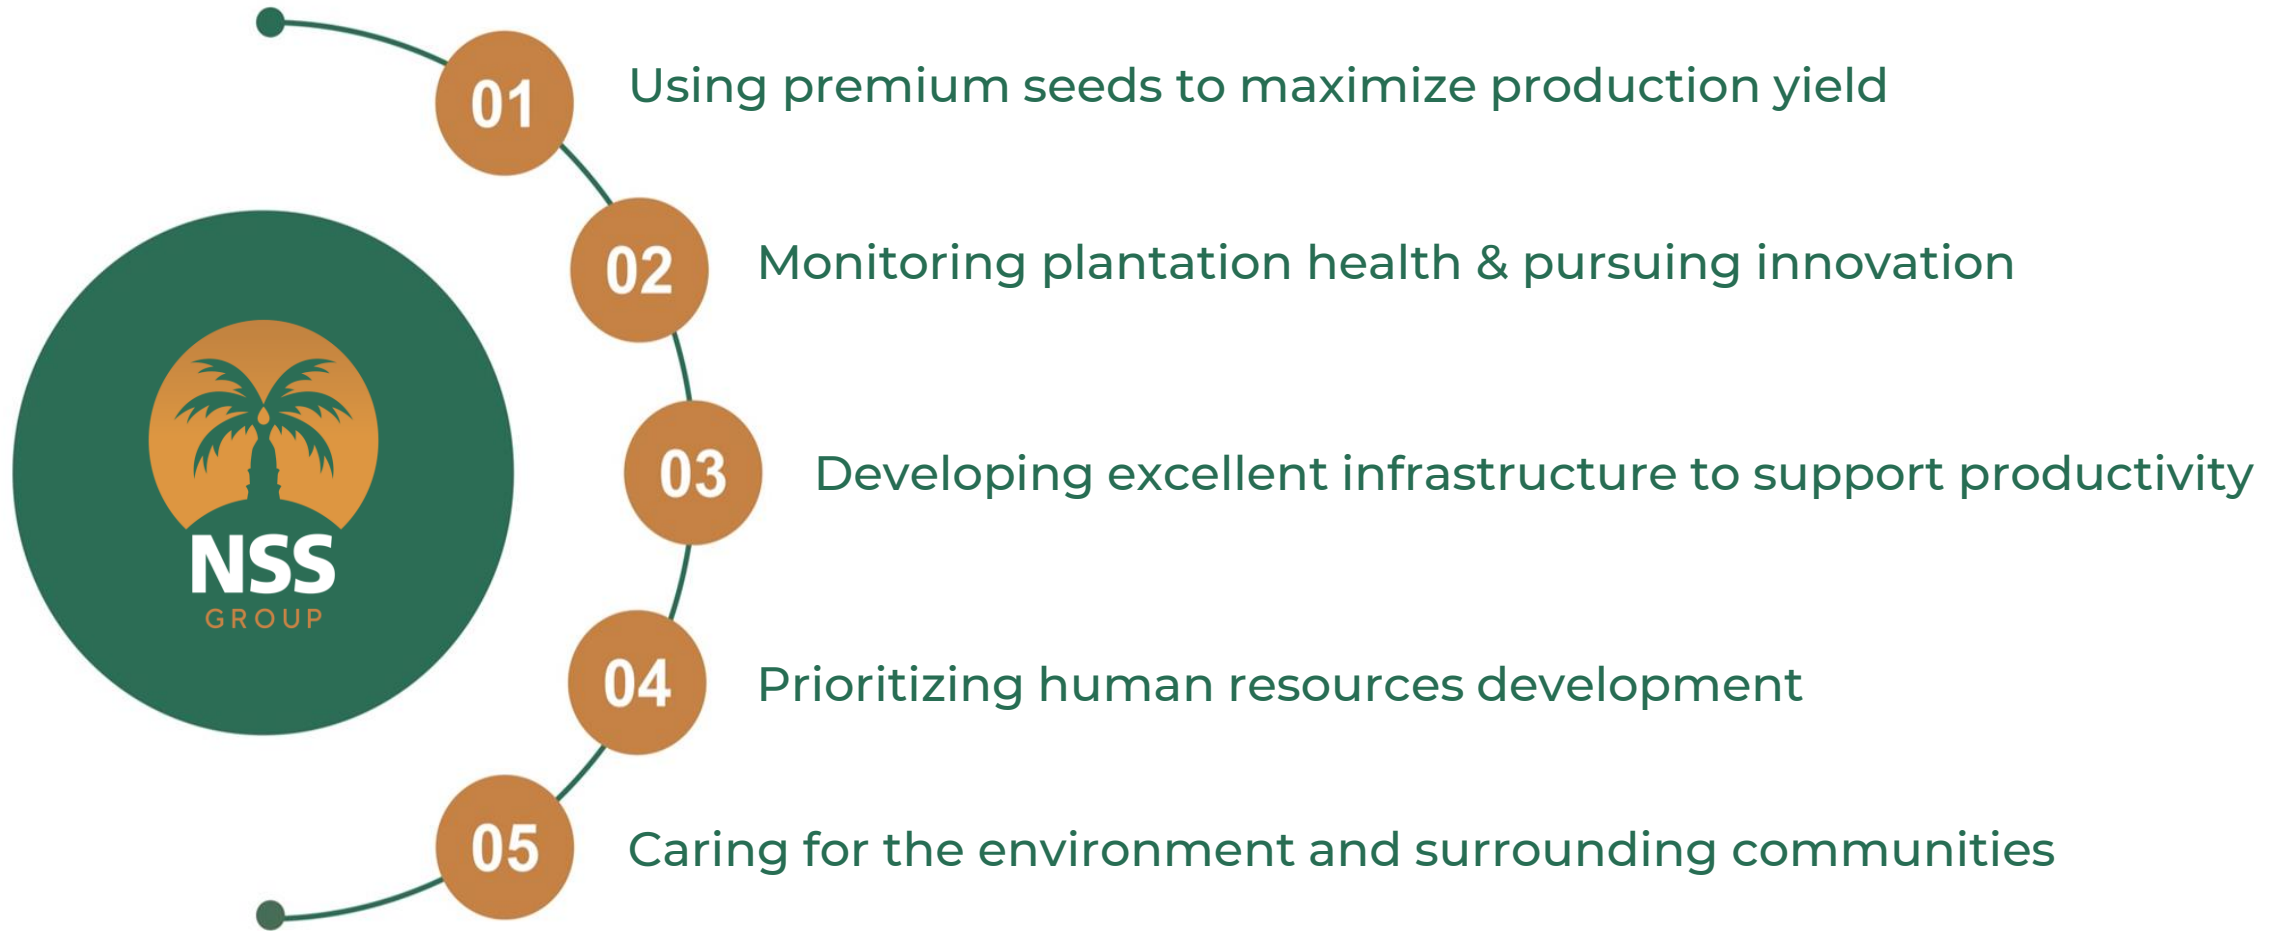 01
Using premium seeds to maximize production yield
02
Monitoring plantation health & pursuing innovation
03
Developing excellent infrastructure to support productivity
NSS
GROUP
04
Prioritizing human resources development
05
Caring for the environment and surrounding communities